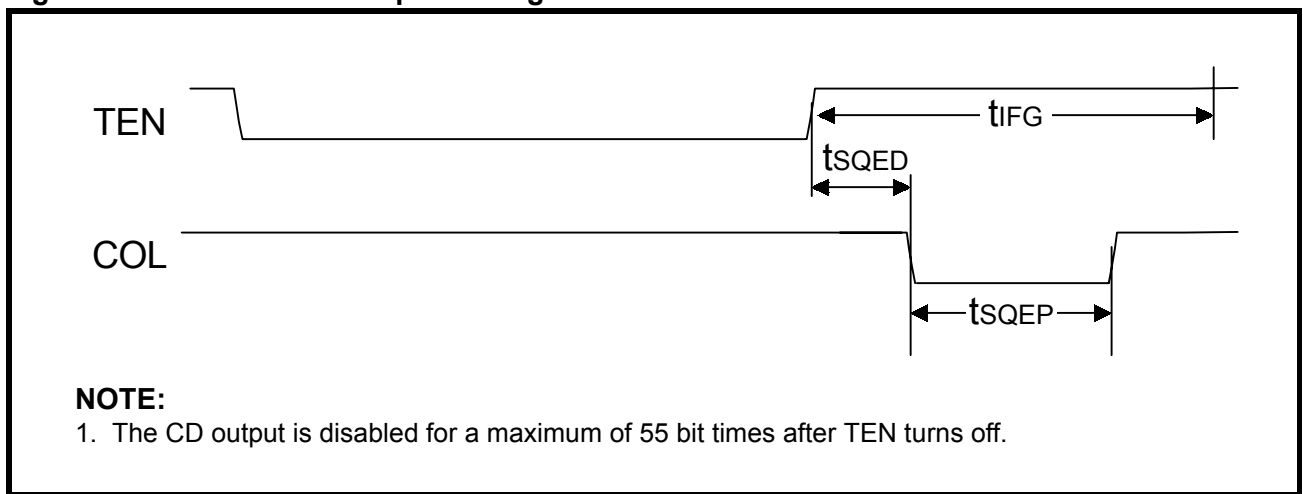 TEN
tIFG
tSQED
COL
tSQEP
NOTE:
1. The CD output is disabled for a maximum of 55 bit times after TEN turns off.